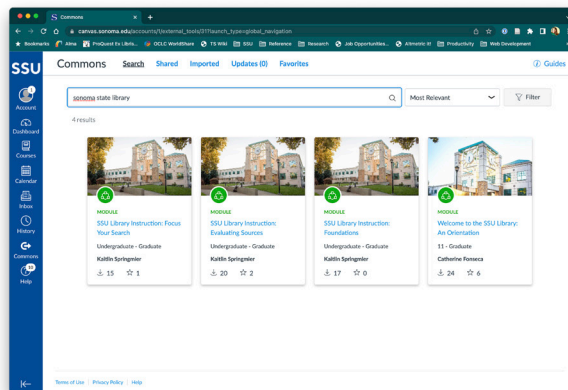 Commons
canvas.sonoma.edu/accounts/1/external_tools/31?launch_type=global_navigation
Bookmarks Alma ProQuest Ex Libris... OCLC WorldShare TS Wiki SSU Reference Research Job Opportunities... Altmetric it! Productivity Web Development
SSU
Account
Dashboard
Courses
Calendar
Inbox
History
Commons
10
Help
Commons Search Shared Imported Updates (0) Favorites Guides
sonoma state library Most Relevant Filter
4 results
MODULE
SSU Library Instruction: Focus
Your Search
Undergraduate - Graduate
Kaitlin Springmier
15 1
MODULE
SSU Library Instruction:
Evaluating Sources
Undergraduate - Graduate
Kaitlin Springmier
20 2
MODULE
SSU Library Instruction:
Foundations
Undergraduate - Graduate
Kaitlin Springmier
17 0
MODULE
Welcome to the SSU Library:
An Orientation
11 - Graduate
Catherine Fonseca
24 6
Terms of Use | Privacy Policy | Help